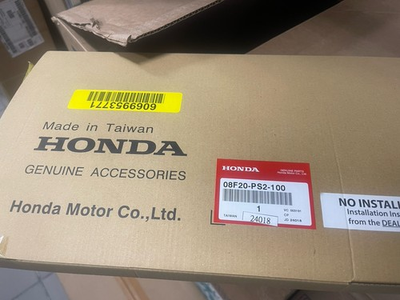 6069953771
Made in Taiwan
HONDA
GENUINE ACCESSORIES
Honda Motor Co.,Ltd.
HONDA
08F20-PS2-100
1
TAIWAN
24018
NO INSTALL
Installation Ins
from the DEAL